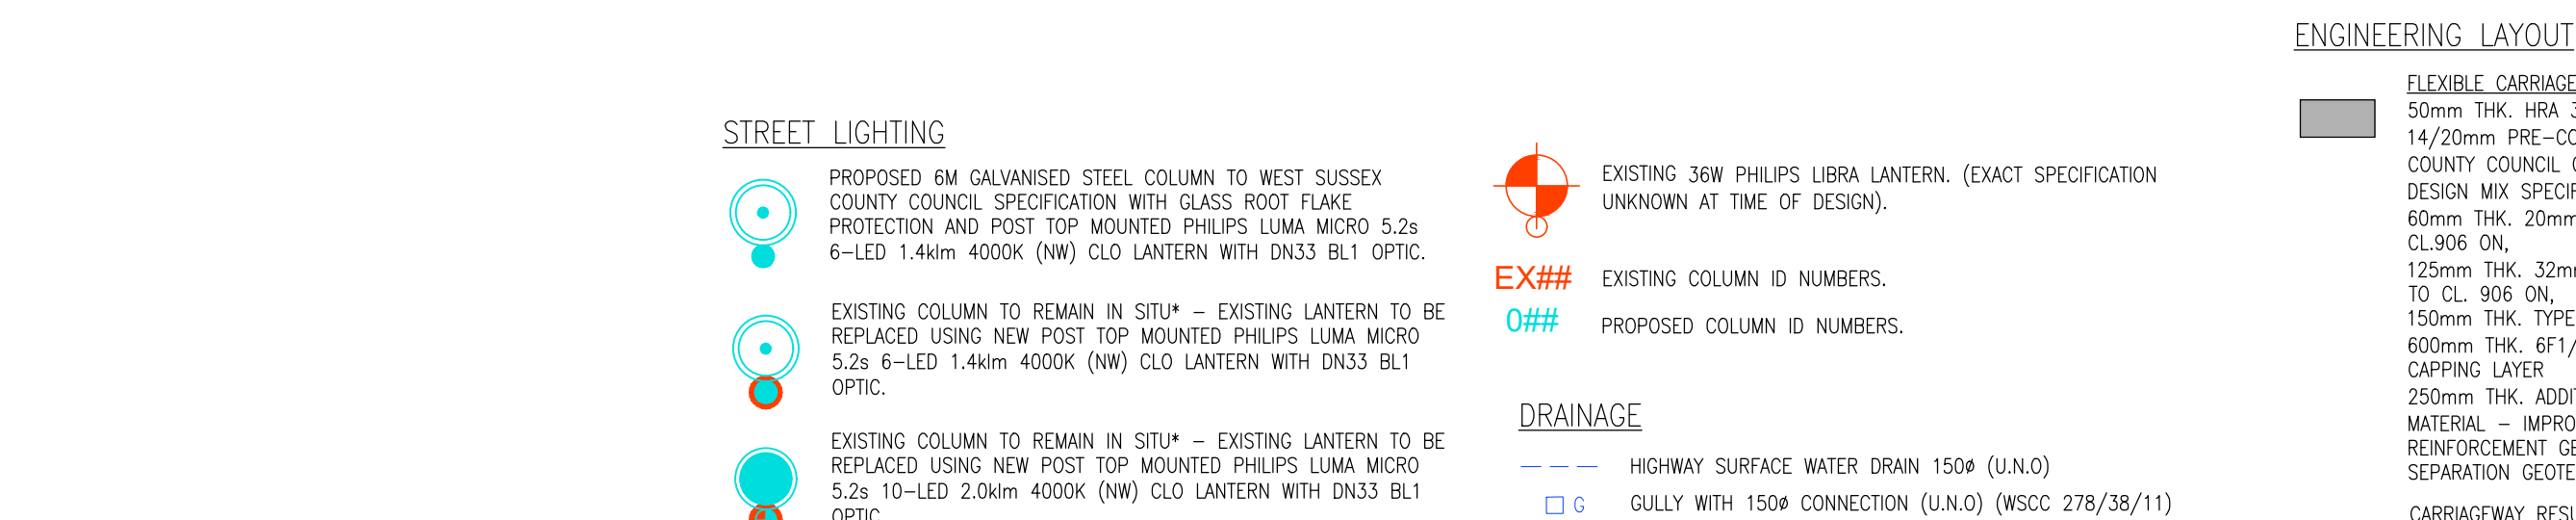 STREET LIGHTING
PROPOSED 6M GALVANISED STEEL COLUMN TO WEST SUSSEX
COUNTY COUNCIL SPECIFICATION WITH GLASS ROOT FLAKE
PROTECTION AND POST TOP MOUNTED PHILIPS LUMA MICRO 5.2s
6-LED 1.4klm 4000K (NW) CLO LANTERN WITH DN33 BL1 OPTIC.
EXISTING COLUMN TO REMAIN IN SITU* - EXISTING LANTERN TO BE
REPLACED USING NEW POST TOP MOUNTED PHILIPS LUMA MICRO
5.2s 6-LED 1.4klm 4000K (NW) CLO LANTERN WITH DN33 BL1
OPTIC.
EXISTING COLUMN TO REMAIN IN SITU* - EXISTING LANTERN TO BE
REPLACED USING NEW POST TOP MOUNTED PHILIPS LUMA MICRO
5.2s 10-LED 2.0klm 4000K (NW) CLO LANTERN WITH DN33 BL1
OPTIC
EXISTING 36W PHILIPS LIBRA LANTERN. (EXACT SPECIFICATION
UNKNOWN AT TIME OF DESIGN).
EX## EXISTING COLUMN ID NUMBERS.
0## PROPOSED COLUMN ID NUMBERS.
DRAINAGE
HIGHWAY SURFACE WATER DRAIN 150ø (U.N.O)
G GULLY WITH 150ø CONNECTION (U.N.O) (WSCC 278/38/11)
ENGINEERING LAYOUT
FLEXIBLE CARRIAGE
50mm THK. HRA
14/20mm PRE-CO
COUNTY COUNCIL
DESIGN MIX SPECIF
60mm THK. 20mm
CL.906 ON,
125mm THK. 32m
TO CL. 906 ON,
150mm THK. TYPE
600mm THK. 6F1/
CAPPING LAYER
250mm THK. ADDI
MATERIAL - IMPRO
REINFORCEMENT GE
SEPARATION GEOTE
CARRIAGEWAY RESU